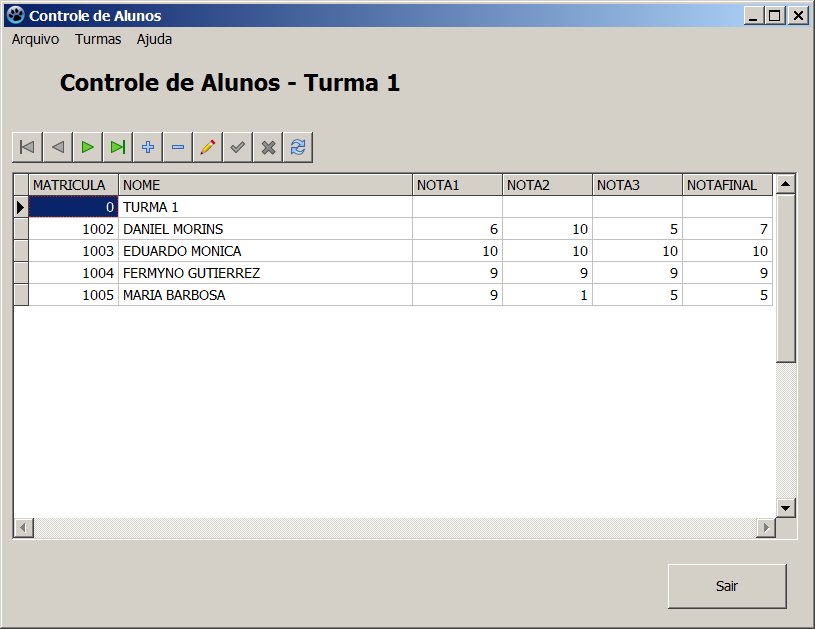 Controle de Alunos
Arquivo Turmas Ajuda
Controle de Alunos - Turma 1
MATRICULA NOME NOTA1 NOTA2 NOTA3 NOTAFINAL
0 TURMA 1
1002 DANIEL MORINS 6 10 5 7
1003 EDUARDO MONICA 10 10 10 10
1004 FERMYNO GUTIERREZ 9 9 9 9
1005 MARIA BARBOSA 9 1 5 5
Sair